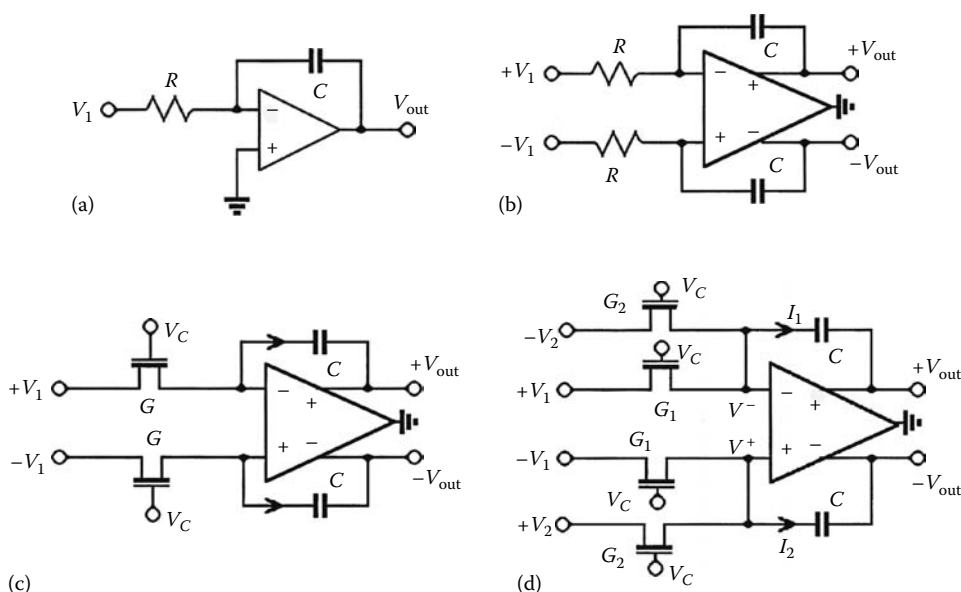 R
C
V1
Vout
−
+
(a)
R
C
+V1
+Vout
−
+
+
−
−V1
−Vout
R
C
(b)
VC
C
+V1
+Vout
G
−
+
G
+
−
−V1
−Vout
C
VC
(c)
VC
G2
I1
−V2
VC
C
+V1
+Vout
G1
V−
−
+
G1
V+
+
−
−V1
−Vout
VC
C
+V2
I2
G2
VC
(d)